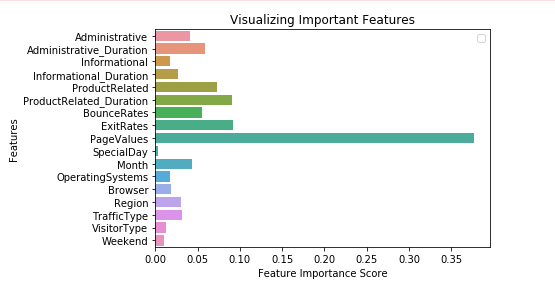 Visualizing Important Features
Administrative
Administrative_Duration
Informational
Informational_Duration
ProductRelated
ProductRelated_Duration
BounceRates
ExitRates
PageValues
SpecialDay
Month
OperatingSystems
Browser
Region
TrafficType
VisitorType
Weekend
Features
0.00 0.05 0.10 0.15 0.20 0.25 0.30 0.35
Feature Importance Score